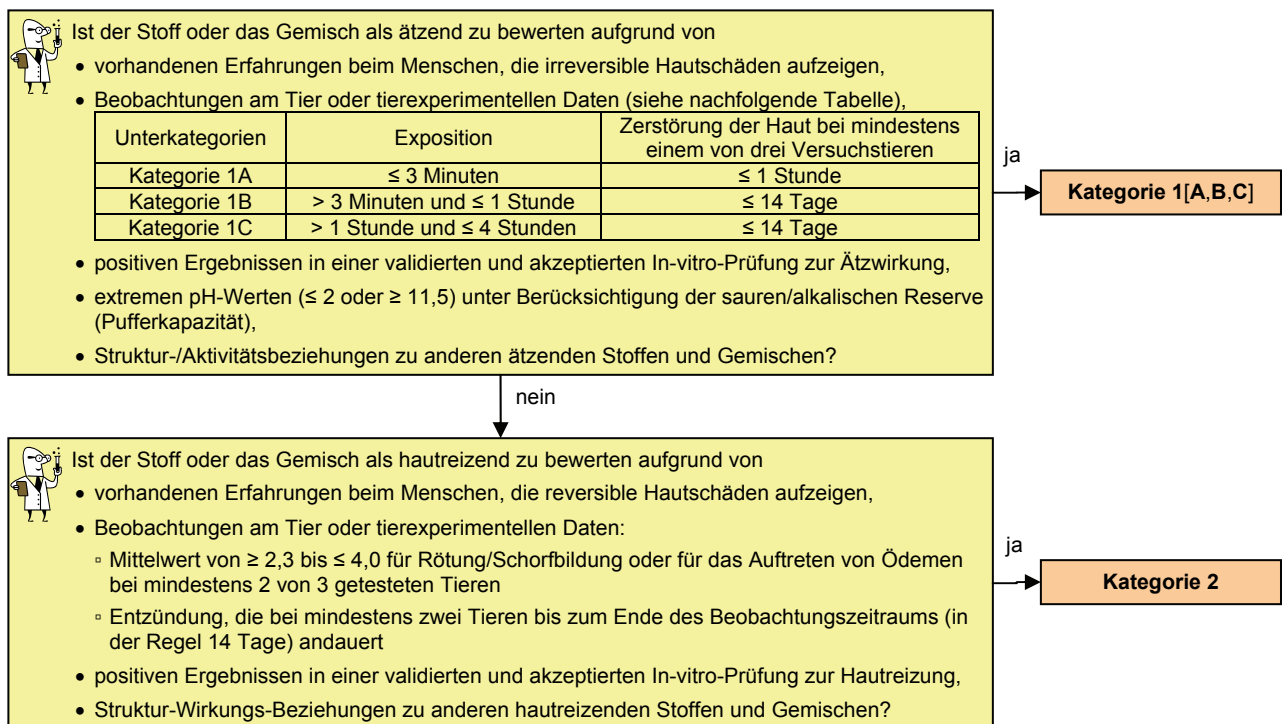 Ist der Stoff oder das Gemisch als ätzend zu bewerten aufgrund von
• vorhandenen Erfahrungen beim Menschen, die irreversible Hautschäden aufzeigen,
• Beobachtungen am Tier oder tierexperimentellen Daten (siehe nachfolgende Tabelle),
Unterkategorien Exposition Zerstörung der Haut bei mindestens
einem von drei Versuchstieren
Kategorie 1A ≤ 3 Minuten ≤ 1 Stunde
Kategorie 1B > 3 Minuten und ≤ 1 Stunde ≤ 14 Tage
Kategorie 1C > 1 Stunde und ≤ 4 Stunden ≤ 14 Tage
• positiven Ergebnissen in einer validierten und akzeptierten In-vitro-Prüfung zur Ätzwirkung,
• extremen pH-Werten (≤ 2 oder ≥ 11,5) unter Berücksichtigung der sauren/alkalischen Reserve
(Pufferkapazität),
• Struktur-/Aktivitätsbeziehungen zu anderen ätzenden Stoffen und Gemischen?
ja
Kategorie 1[A,B,C]
nein
Ist der Stoff oder das Gemisch als hautreizend zu bewerten aufgrund von
• vorhandenen Erfahrungen beim Menschen, die reversible Hautschäden aufzeigen,
• Beobachtungen am Tier oder tierexperimentellen Daten:
▫ Mittelwert von ≥ 2,3 bis ≤ 4,0 für Rötung/Schorfbildung oder für das Auftreten von Ödemen
bei mindestens 2 von 3 getesteten Tieren
▫ Entzündung, die bei mindestens zwei Tieren bis zum Ende des Beobachtungszeitraums (in
der Regel 14 Tage) andauert
• positiven Ergebnissen in einer validierten und akzeptierten In-vitro-Prüfung zur Hautreizung,
• Struktur-Wirkungs-Beziehungen zu anderen hautreizenden Stoffen und Gemischen?
ja
Kategorie 2